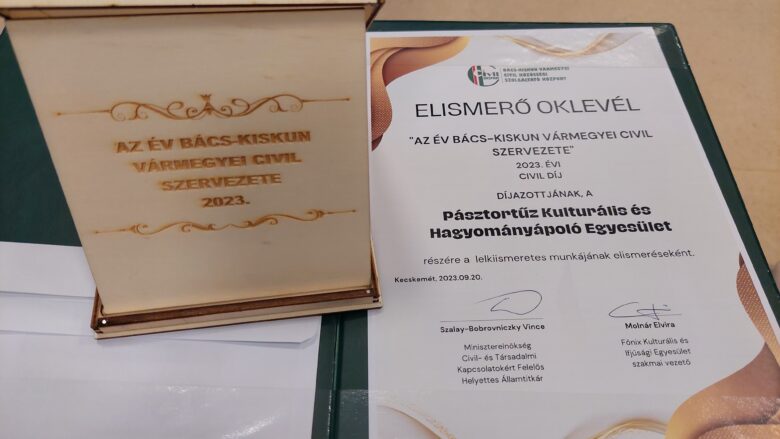 AZ ÉV BÁCS-KISKUN
VÁRMEGYEI CIVIL
SZERVEZETE
2023.
Civil
BÁCS-KISKUN VÁRMEGYEI
CIVIL KÖZÖSSÉGI
SZOLGÁLTATÓ KÖZPONT
ELISMERŐ OKLEVÉL
"AZ ÉV BÁCS-KISKUN VÁRMEGYEI CIVIL
SZERVEZETE"
2023. ÉVI
CIVIL DÍJ
DÍJAZOTTJÁNAK, A
Pásztortűz Kulturális és
Hagyományápoló Egyesület
részére a lelkiismeretes munkájának elismeréseként.
Kecskemét, 2023.09.20.
Szalay-Bobrovniczky Vince
Miniszterelnökség
Civil- és Társadalmi
Kapcsolatokért Felelős
Helyettes Államtitkár
Molnár Elvira
Főnix Kulturális és
Ifjúsági Egyesület
szakmai vezető